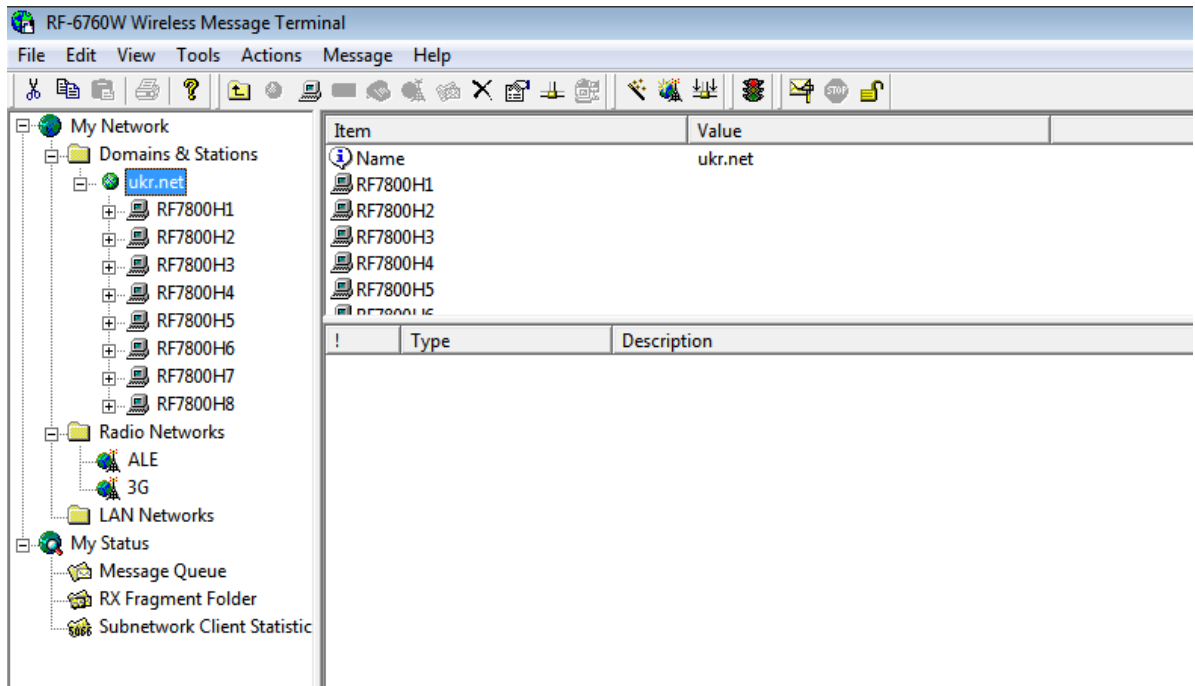 RF-6760W Wireless Message Terminal
File Edit View Tools Actions Message Help
STOP
My Network
Domains & Stations
ukr.net
RF7800H1
RF7800H2
RF7800H3
RF7800H4
RF7800H5
RF7800H6
RF7800H7
RF7800H8
Radio Networks
ALE
3G
LAN Networks
My Status
Message Queue
RX Fragment Folder
Subnetwork Client Statistic
Item Value
Name ukr.net
RF7800H1
RF7800H2
RF7800H3
RF7800H4
RF7800H5
RF7800H6
! Type Description